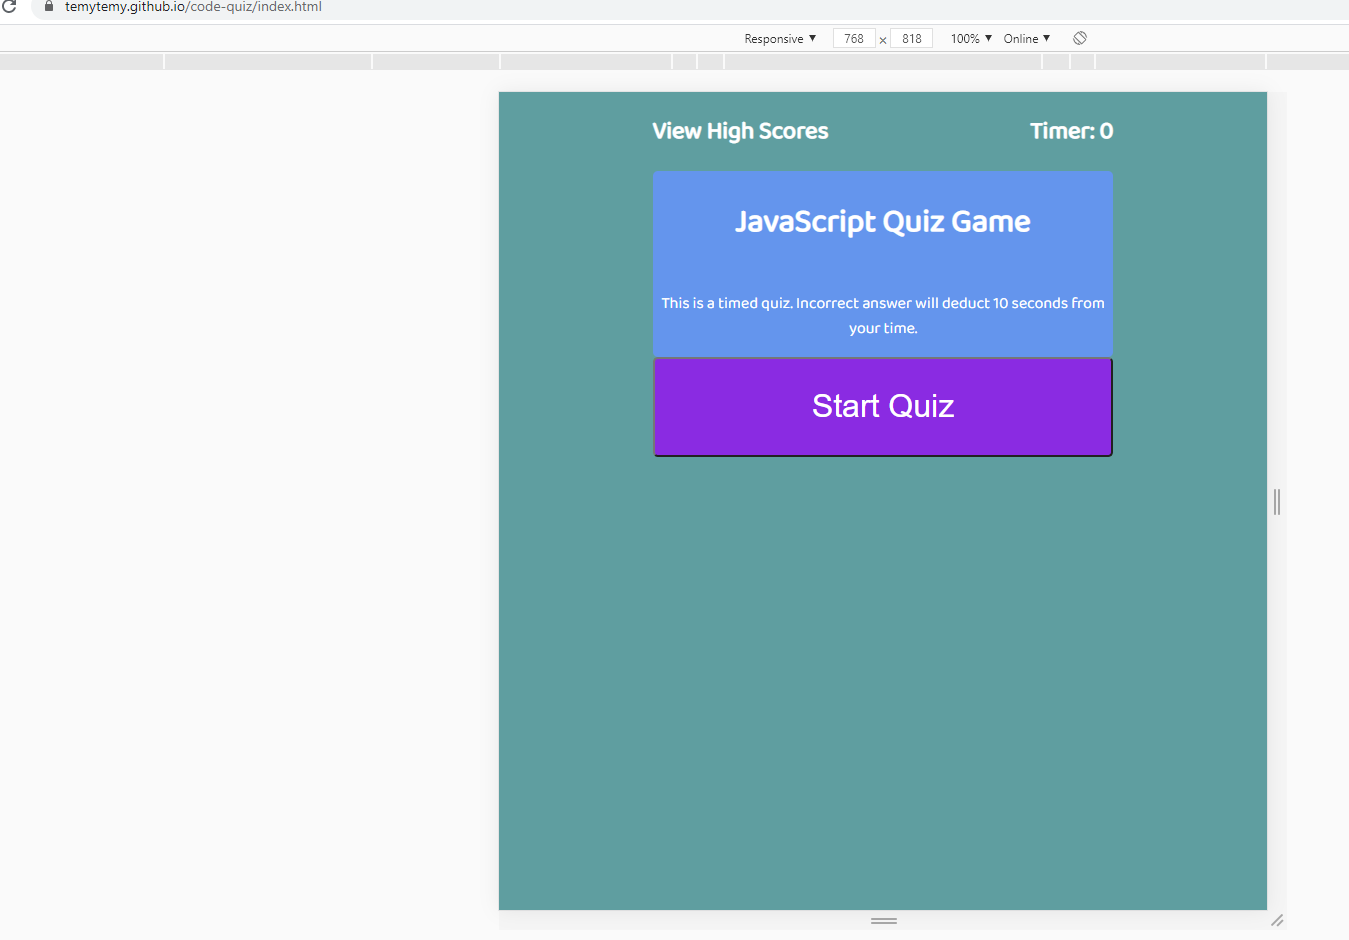 temytemy.github.io/code-quiz/index.html
Responsive ▼ 768 × 818 100% ▼ Online ▼
View High Scores Timer: 0
JavaScript Quiz Game
This is a timed quiz. Incorrect answer will deduct 10 seconds from
your time.
Start Quiz